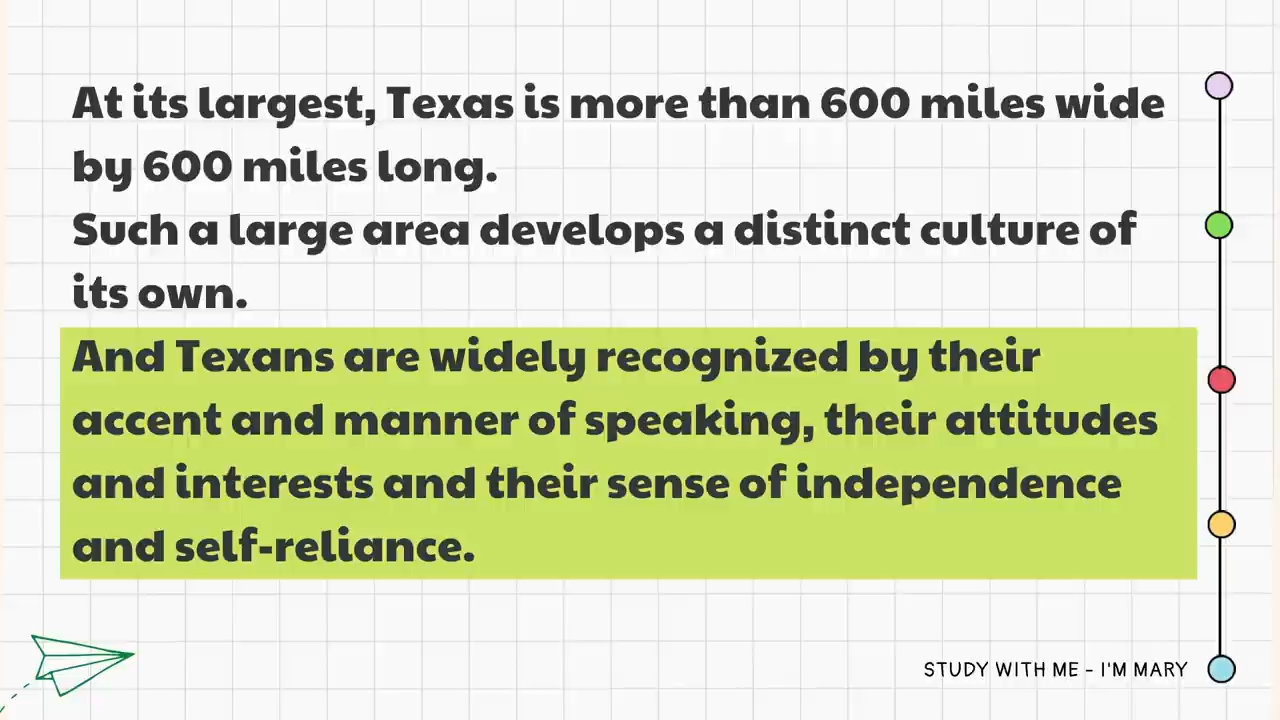 At its largest, Texas is more than 600 miles wide
by 600 miles long.
Such a large area develops a distinct culture of
its own.
And Texans are widely recognized by their
accent and manner of speaking, their attitudes
and interests and their sense of independence
and self-reliance.
STUDY WITH ME - I'M MARY